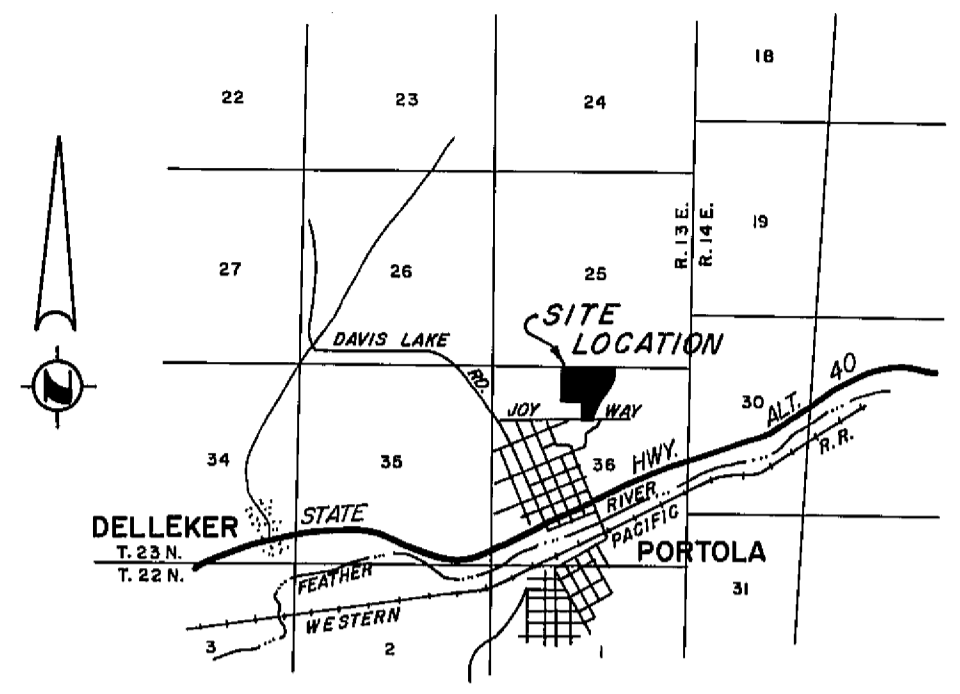 18
22 23 24
R. 13 E.
R. 14 E.
19
27 26 25
SITE
LOCATION
DAVIS LAKE
RD.
JOY WAY
30
ALT. 40
34 35 36
HWY.
R.R.
RIVER
STATE
PACIFIC
DELLEKER
T. 23 N.
T. 22 N.
PORTOLA
FEATHER
31
WESTERN
3 2 1